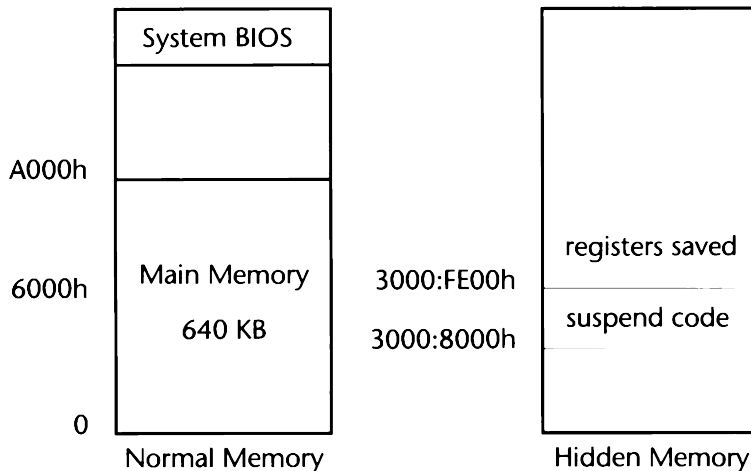 System BIOS
A000h
Main Memory
6000h
640 KB
0
Normal Memory
registers saved
3000:FE00h
suspend code
3000:8000h
Hidden Memory